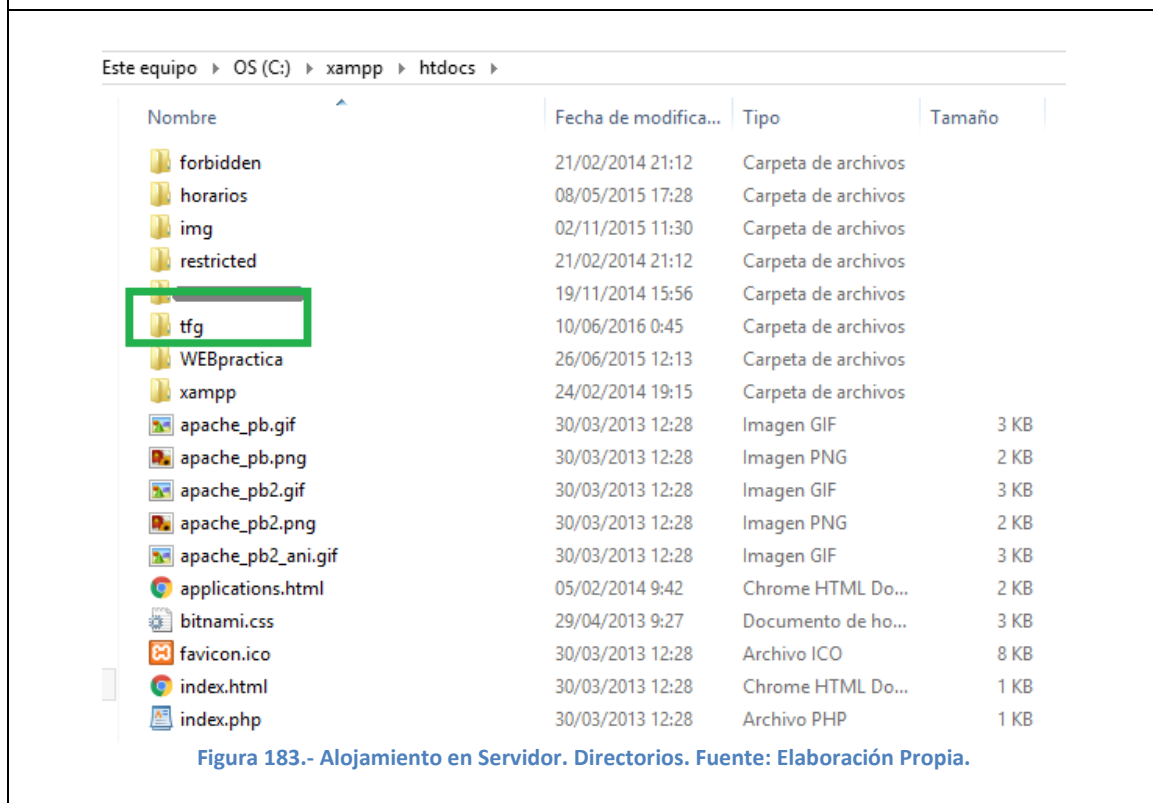 Este equipo ▸ OS (C:) ▸ xampp ▸ htdocs ▸
Nombre Fecha de modifica... Tipo Tamaño
forbidden 21/02/2014 21:12 Carpeta de archivos
horarios 08/05/2015 17:28 Carpeta de archivos
img 02/11/2015 11:30 Carpeta de archivos
restricted 21/02/2014 21:12 Carpeta de archivos
19/11/2014 15:56 Carpeta de archivos
tfg 10/06/2016 0:45 Carpeta de archivos
WEBpractica 26/06/2015 12:13 Carpeta de archivos
xampp 24/02/2014 19:15 Carpeta de archivos
apache_pb.gif 30/03/2013 12:28 Imagen GIF 3 KB
apache_pb.png 30/03/2013 12:28 Imagen PNG 2 KB
apache_pb2.gif 30/03/2013 12:28 Imagen GIF 3 KB
apache_pb2.png 30/03/2013 12:28 Imagen PNG 2 KB
apache_pb2_ani.gif 30/03/2013 12:28 Imagen GIF 3 KB
applications.html 05/02/2014 9:42 Chrome HTML Do... 2 KB
bitnami.css 29/04/2013 9:27 Documento de ho... 3 KB
favicon.ico 30/03/2013 12:28 Archivo ICO 8 KB
index.html 30/03/2013 12:28 Chrome HTML Do... 1 KB
index.php 30/03/2013 12:28 Archivo PHP 1 KB
Figura 183.- Alojamiento en Servidor. Directorios. Fuente: Elaboración Propia.